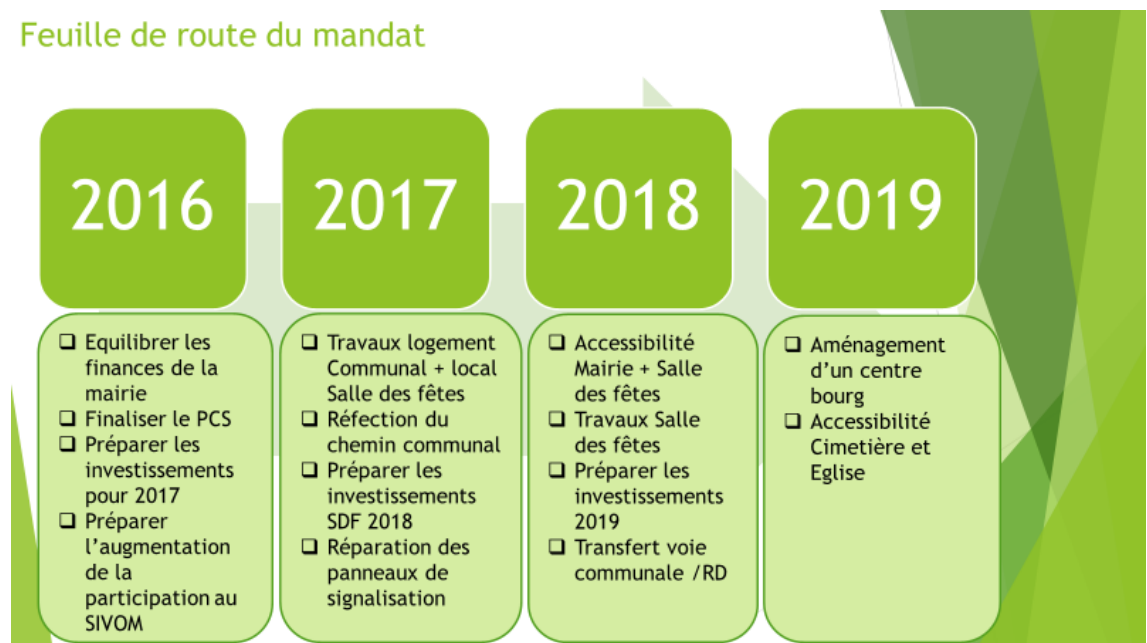 Feuille de route du mandat
2016
2017
2018
2019
❑ Equilibrer les
finances de la
mairie
❑ Finaliser le PCS
❑ Préparer les
investissements
pour 2017
❑ Préparer
l’augmentation
de la
participation au
SIVOM
❑ Travaux logement
Communal + local
Salle des fêtes
❑ Réfection du
chemin communal
❑ Préparer les
investissements
SDF 2018
❑ Réparation des
panneaux de
signalisation
❑ Accessibilité
Mairie + Salle
des fêtes
❑ Travaux Salle
des fêtes
❑ Préparer les
investissements
2019
❑ Transfert voie
communale /RD
❑ Aménagement
d’un centre
bourg
❑ Accessibilité
Cimetière et
Eglise